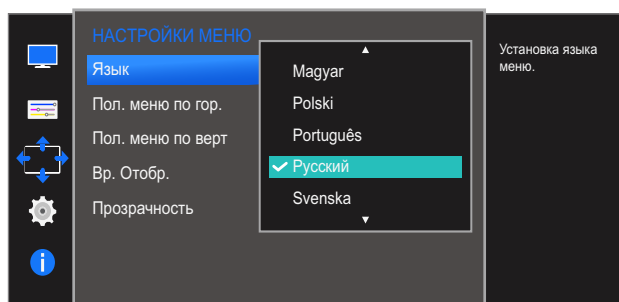 НАСТРОЙКИ МЕНЮ
Язык
Пол. меню по гор.
Пол. меню по верт
Вр. Отобр.
Прозрачность
Magyar
Polski
Português
Русский
Svenska
Установка языка
меню.